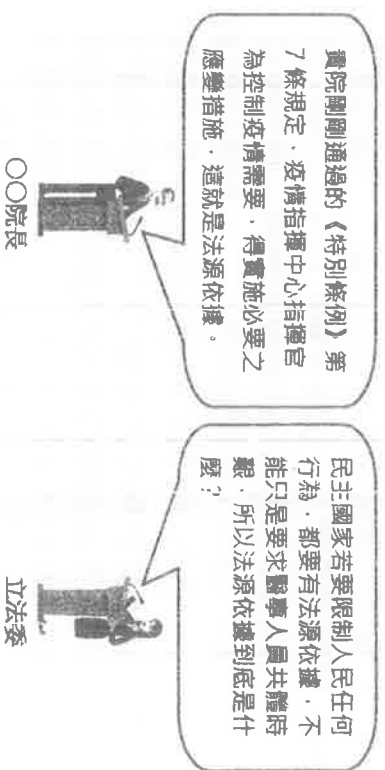 民主國家若要限制人民任何
行為，都要有法源依據，不
能只是要求醫事人員共體時
艱，所以法源依據到底是什
麼？
立法委
貴院剛剛通過的《特別條例》第
7 條規定，疫情指揮中心指揮官
為控制疫情需要，得實施必要之
應變措施，這就是法源依據。
○○院長